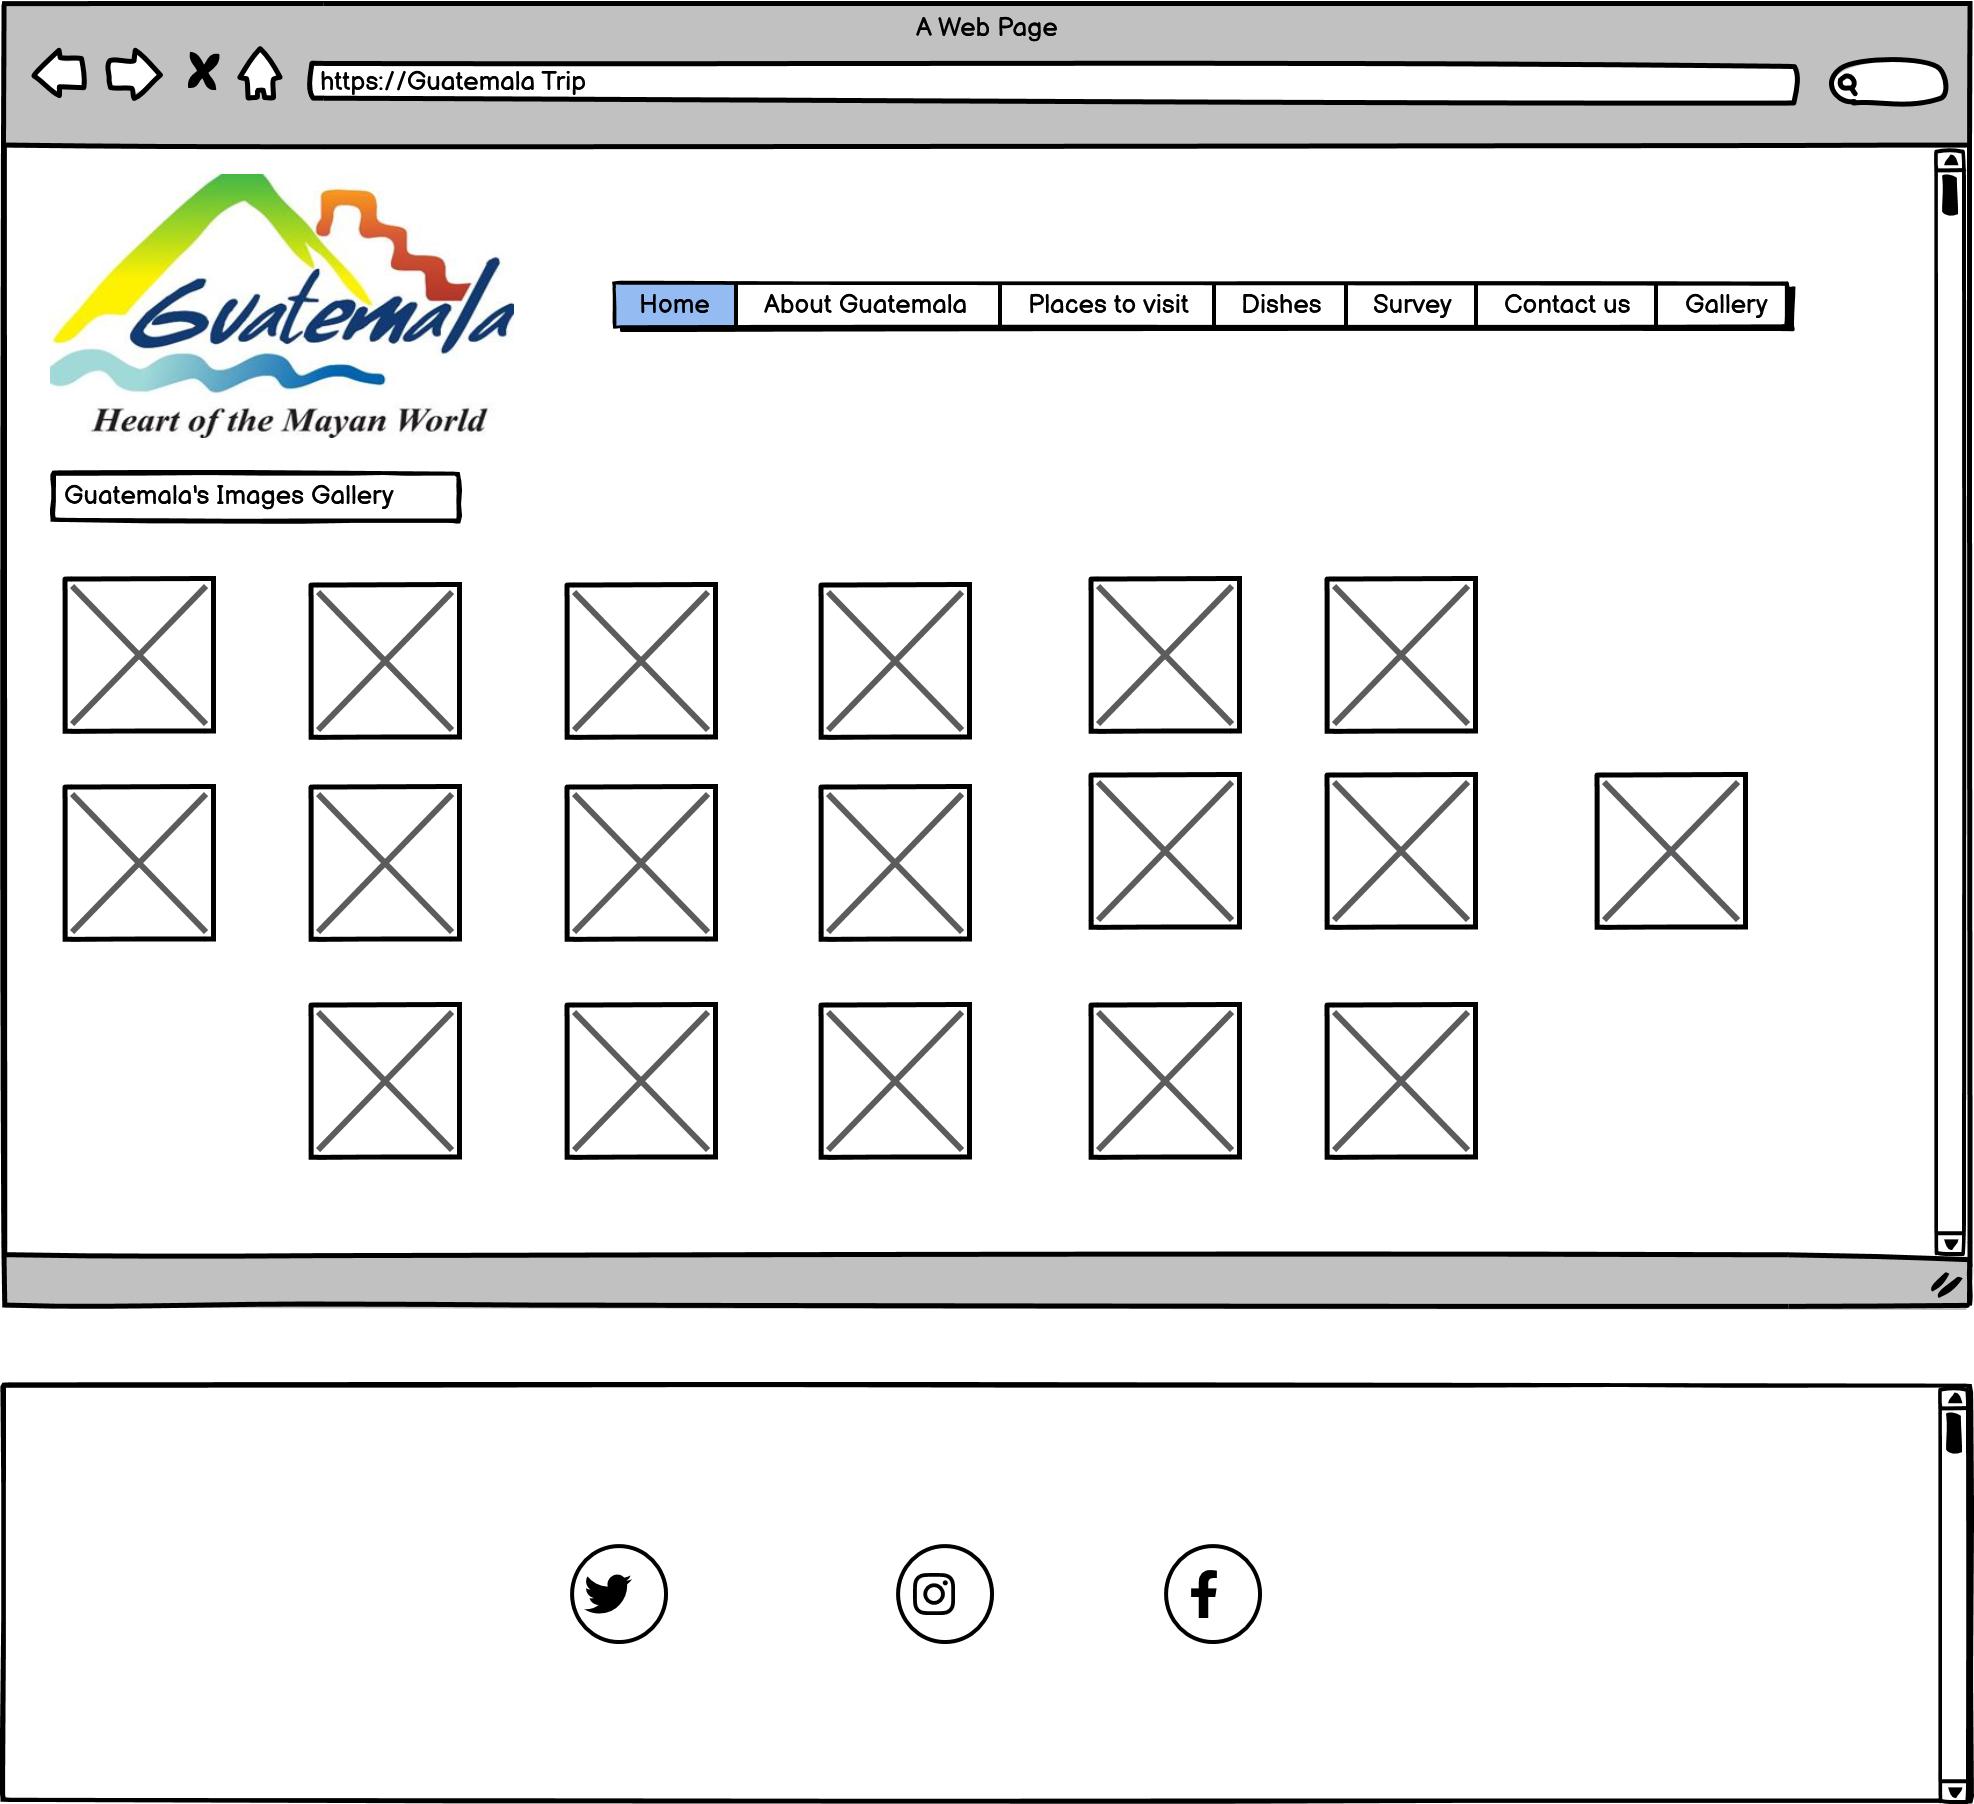 A Web Page
https://Guatemala Trip
Guatemala
Heart of the Mayan World
Home About Guatemala Places to visit Dishes Survey Contact us Gallery
Guatemala's Images Gallery